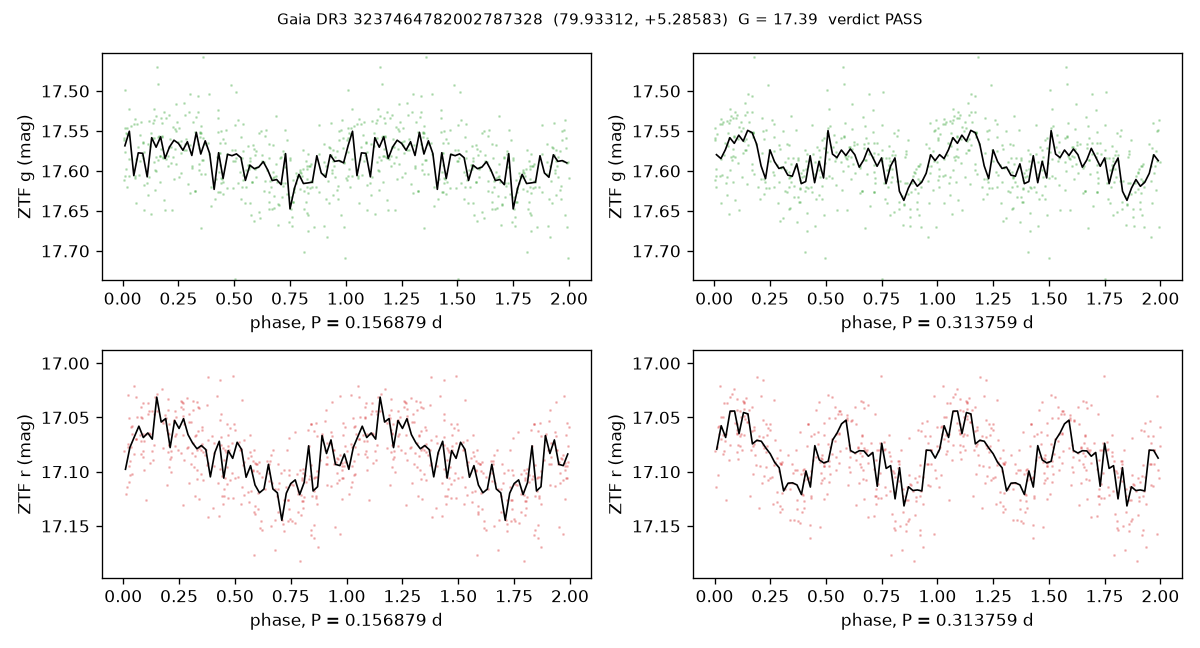 Gaia DR3 3237464782002787328 (79.93312, +5.28583) G = 17.39 verdict PASS
ZTF g (mag)
17.50
17.55
17.60
17.65
17.70
0.00 0.25 0.50 0.75 1.00 1.25 1.50 1.75 2.00
phase, P = 0.156879 d
ZTF g (mag)
17.50
17.55
17.60
17.65
17.70
0.00 0.25 0.50 0.75 1.00 1.25 1.50 1.75 2.00
phase, P = 0.313759 d
ZTF r (mag)
17.00
17.05
17.10
17.15
0.00 0.25 0.50 0.75 1.00 1.25 1.50 1.75 2.00
phase, P = 0.156879 d
ZTF r (mag)
17.00
17.05
17.10
17.15
0.00 0.25 0.50 0.75 1.00 1.25 1.50 1.75 2.00
phase, P = 0.313759 d